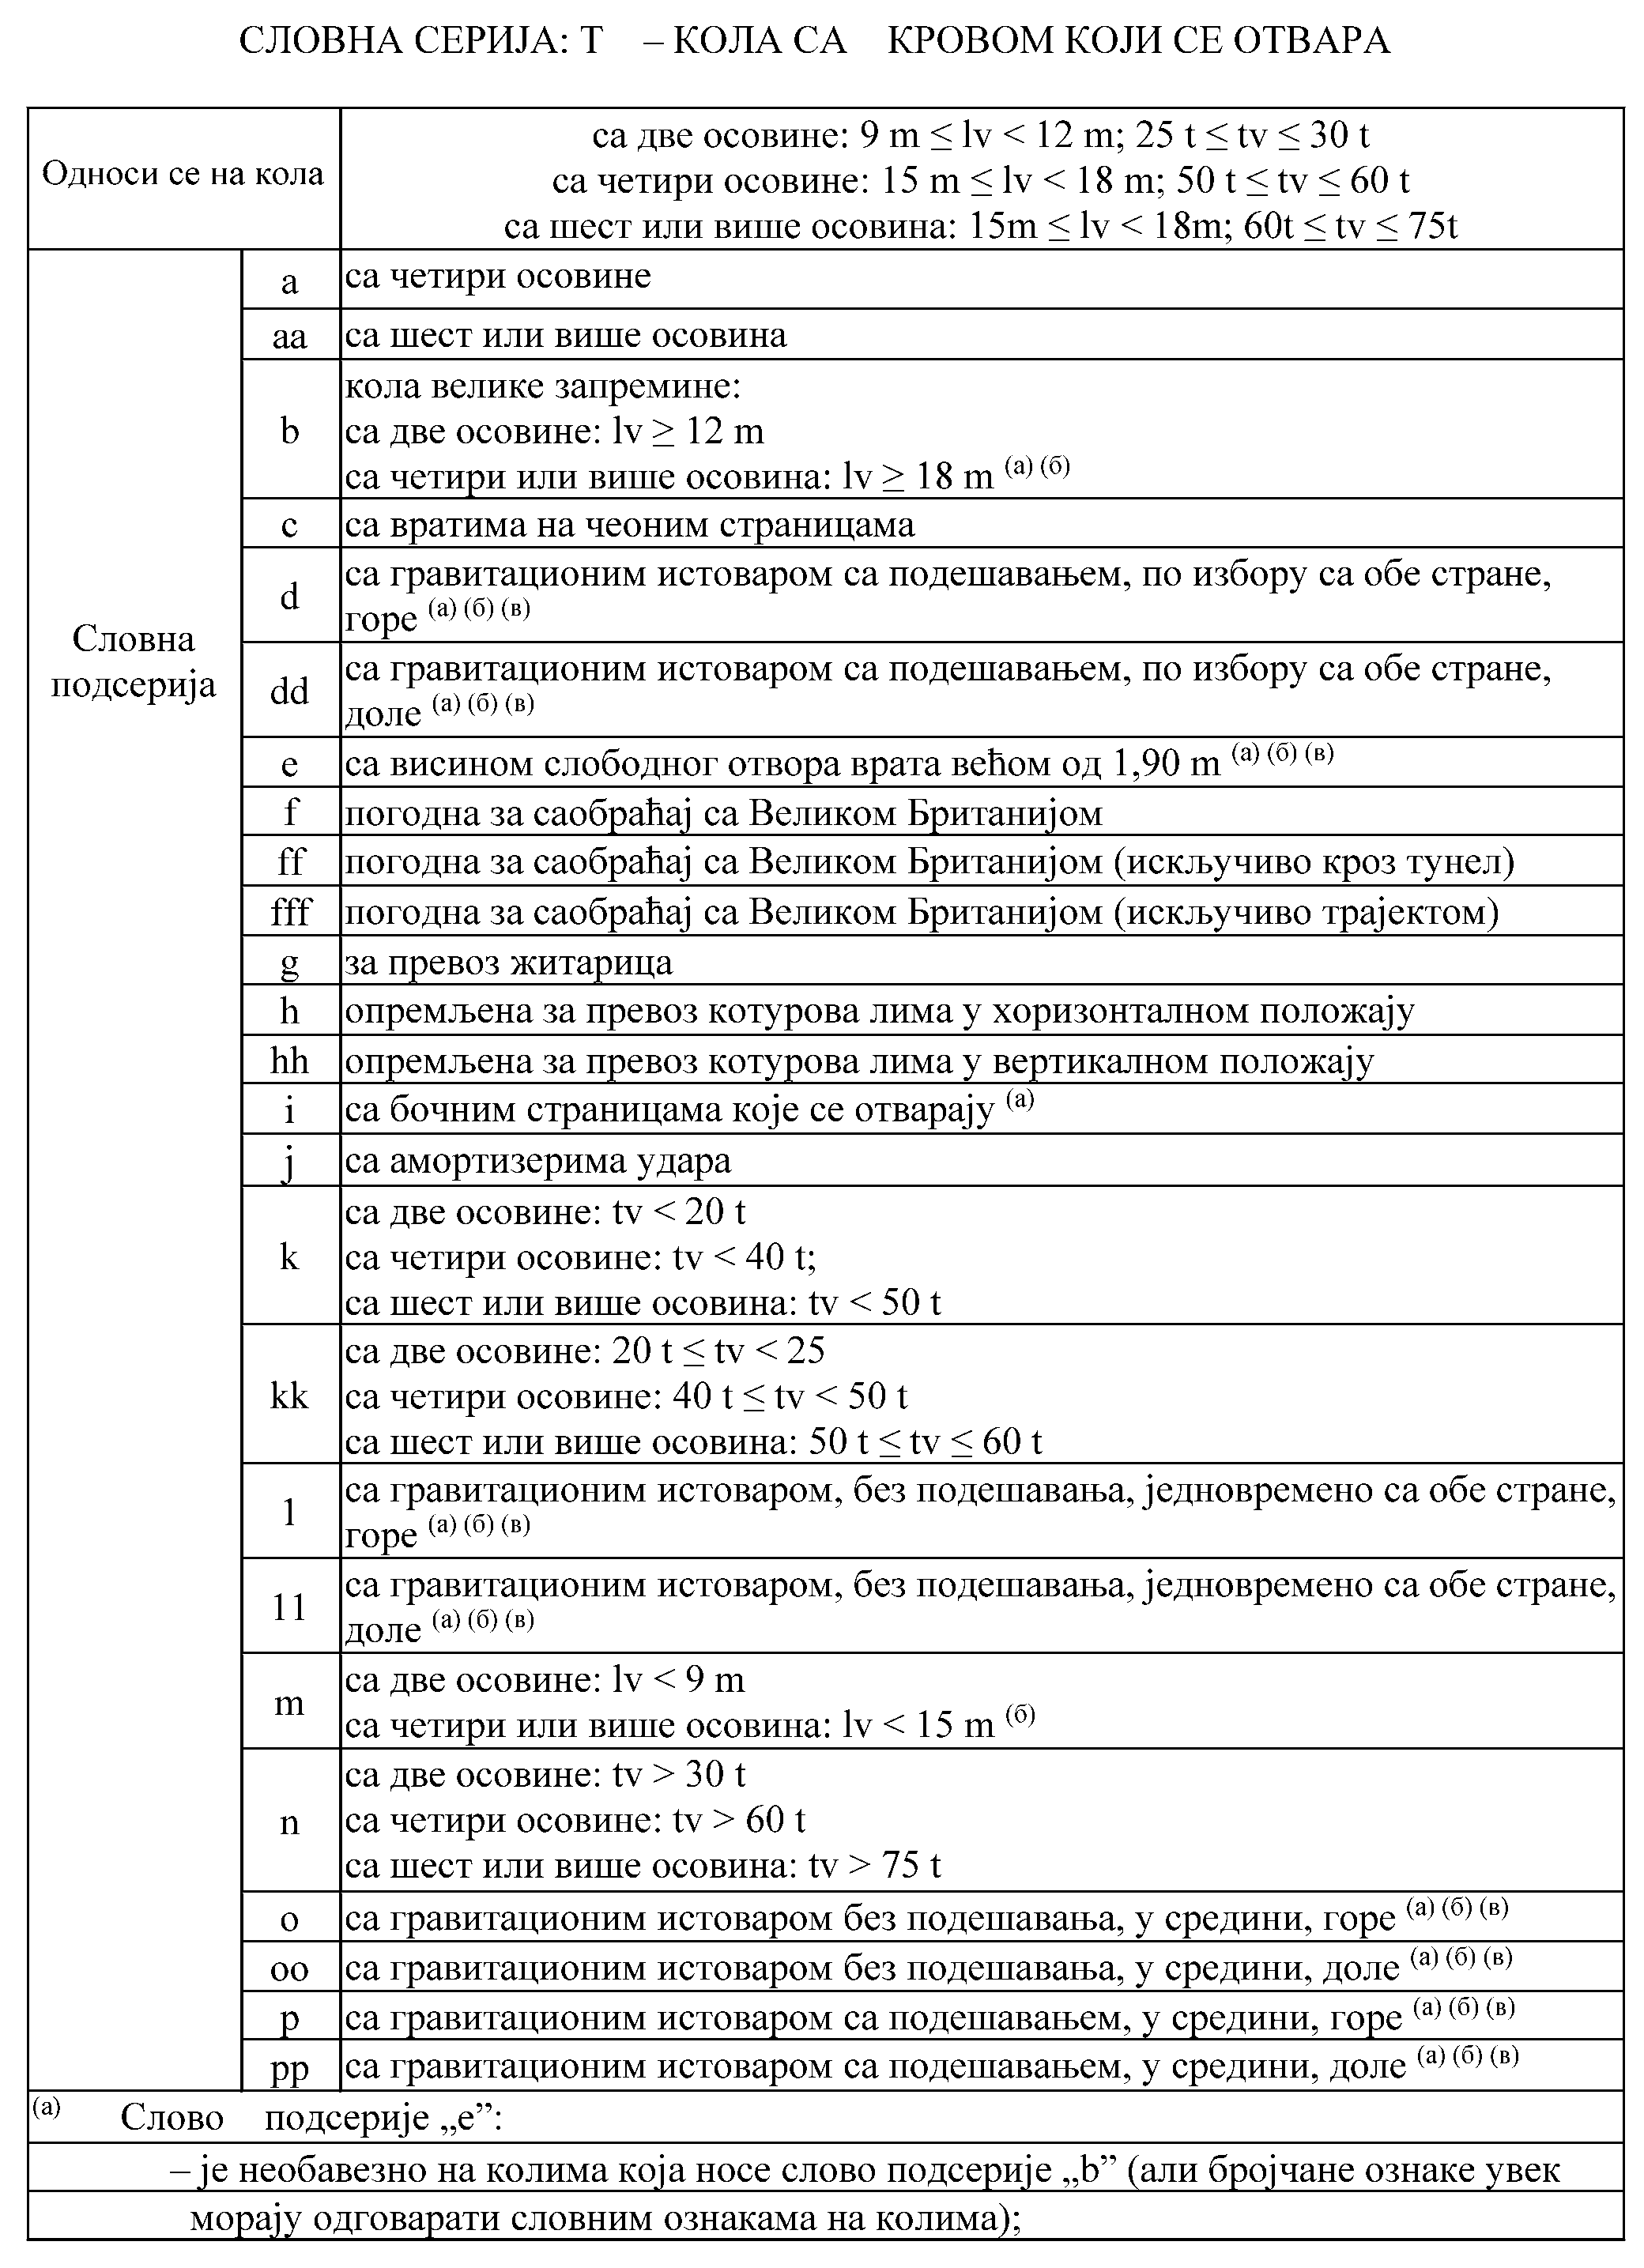 СЛОВНА СЕРИЈА: Т – КОЛА СА КРОВОМ КОЈИ СЕ ОТВАРА
Односи се на кола
са две осовине: 9 m ≤ lv < 12 m; 25 t ≤ tv ≤ 30 t
са четири осовине: 15 m ≤ lv < 18 m; 50 t ≤ tv ≤ 60 t
са шест или више осовина: 15m ≤ lv < 18m; 60t ≤ tv ≤ 75t
Словна
подсерија
a са четири осовине
aa са шест или више осовина
b кола велике запремине:
са две осовине: lv ≥ 12 m
са четири или више осовина: lv ≥ 18 m (а) (б)
c са вратима на чеоним страницама
d са гравитационим истоваром са подешавањем, по избору са обе стране,
горе (а) (б) (в)
dd са гравитационим истоваром са подешавањем, по избору са обе стране,
доле (а) (б) (в)
e са висином слободног отвора врата већом од 1,90 m (а) (б) (в)
f погодна за саобраћај са Великом Британијом
ff погодна за саобраћај са Великом Британијом (искључиво кроз тунел)
fff погодна за саобраћај са Великом Британијом (искључиво трајектом)
g за превоз житарица
h опремљена за превоз котурова лима у хоризонталном положају
hh опремљена за превоз котурова лима у вертикалном положају
i са бочним страницама које се отварају (а)
j са амортизерима удара
k са две осовине: tv < 20 t
са четири осовине: tv < 40 t;
са шест или више осовина: tv < 50 t
kk са две осовине: 20 t ≤ tv < 25
са четири осовине: 40 t ≤ tv < 50 t
са шест или више осовина: 50 t ≤ tv ≤ 60 t
1 са гравитационим истоваром, без подешавања, једновремено са обе стране,
горе (а) (б) (в)
11 са гравитационим истоваром, без подешавања, једновремено са обе стране,
доле (а) (б) (в)
m са две осовине: lv < 9 m
са четири или више осовина: lv < 15 m (б)
n са две осовине: tv > 30 t
са четири осовине: tv > 60 t
са шест или више осовина: tv > 75 t
o са гравитационим истоваром без подешавања, у средини, горе (а) (б) (в)
oo са гравитационим истоваром без подешавања, у средини, доле (а) (б) (в)
p са гравитационим истоваром са подешавањем, у средини, горе (а) (б) (в)
pp са гравитационим истоваром са подешавањем, у средини, доле (а) (б) (в)
(а) Слово подсерије „e”:
– је необавезно на колима која носе слово подсерије „b” (али бројчане ознаке увек
морају одговарати словним ознакама на колима);